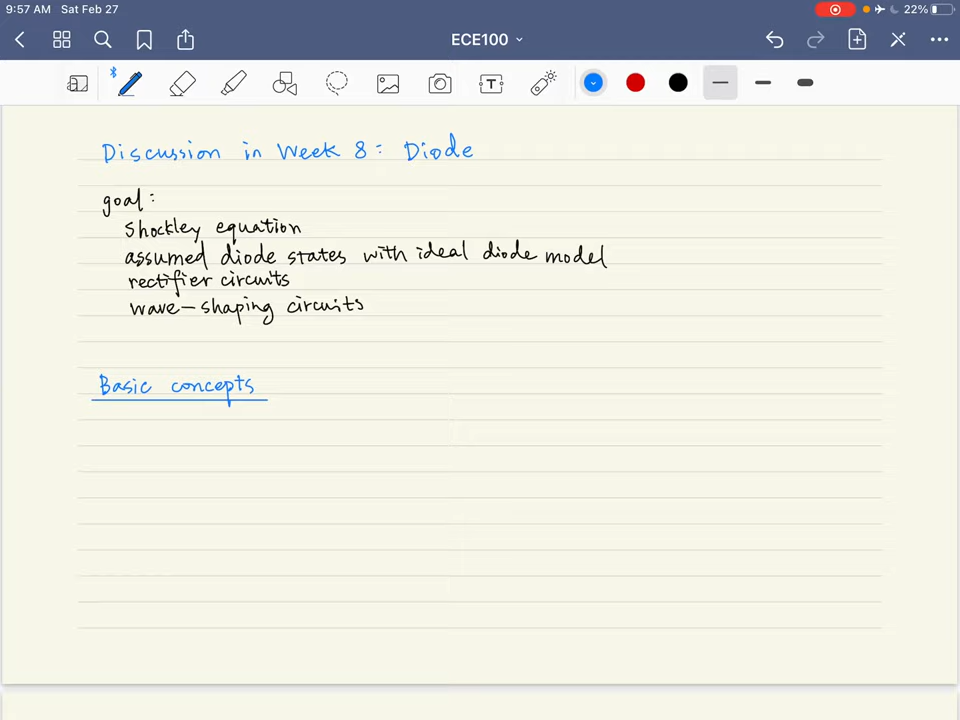 9:57 AM Sat Feb 27
22%
ECE100
T
Discussion in Week 8: Diode
goal:
shockley equation
assumed diode states with ideal diode model
rectifier circuits
wave-shaping circuits
Basic concepts